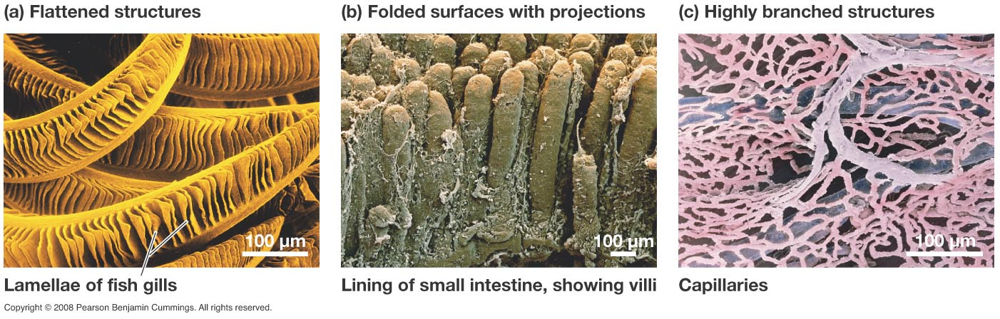 (a) Flattened structures
(b) Folded surfaces with projections
(c) Highly branched structures
100 µm
100 µm
100 µm
Lamellae of fish gills
Lining of small intestine, showing villi
Capillaries
Copyright © 2008 Pearson Benjamin Cummings. All rights reserved.